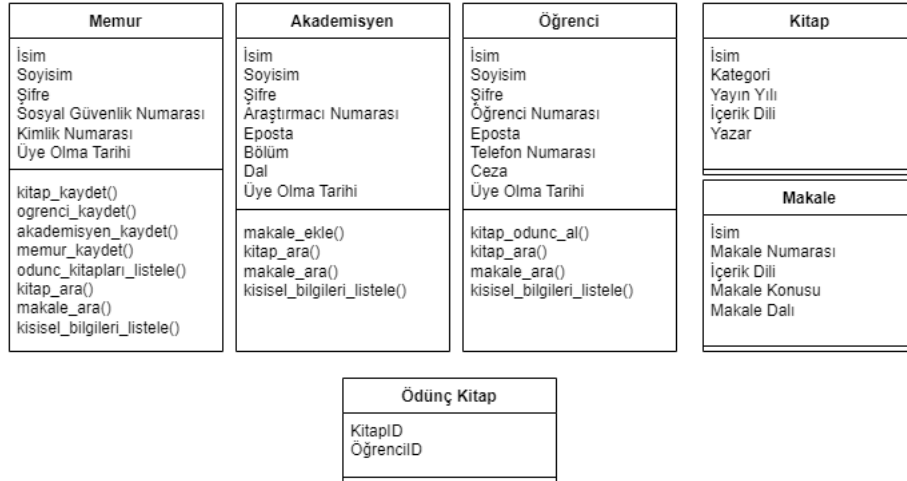 Memur
İsim
Soyisim
Şifre
Sosyal Güvenlik Numarası
Kimlik Numarası
Üye Olma Tarihi
kitap_kaydet()
ogrenci_kaydet()
akademisyen_kaydet()
memur_kaydet()
odunc_kitapları_listele()
kitap_ara()
makale_ara()
kisisel_bilgileri_listele()
Akademisyen
İsim
Soyisim
Şifre
Araştırmacı Numarası
Eposta
Bölüm
Dal
Üye Olma Tarihi
makale_ekle()
kitap_ara()
makale_ara()
kisisel_bilgileri_listele()
Öğrenci
İsim
Soyisim
Şifre
Öğrenci Numarası
Eposta
Telefon Numarası
Ceza
Üye Olma Tarihi
kitap_odunc_al()
kitap_ara()
makale_ara()
kisisel_bilgileri_listele()
Kitap
İsim
Kategori
Yayın Yılı
İçerik Dili
Yazar
Makale
İsim
Makale Numarası
İçerik Dili
Makale Konusu
Makale Dalı
Ödünç Kitap
KitapID
ÖğrenciID